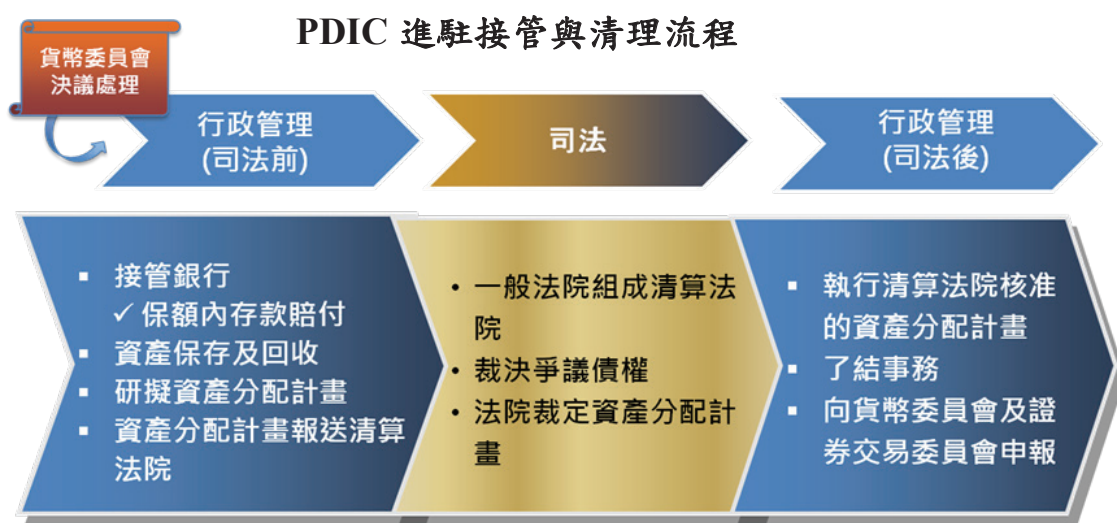 PDIC 進駐接管與清理流程
貨幣委員會
決議處理
行政管理
(司法前)
司法
行政管理
(司法後)
▪ 接管銀行
✓ 保額內存款賠付
▪ 資產保存及回收
▪ 研擬資產分配計畫
▪ 資產分配計畫報送清算
法院
• 一般法院組成清算法
院
• 裁決爭議債權
• 法院裁定資產分配計
畫
▪ 執行清算法院核准
的資產分配計畫
▪ 了結事務
▪ 向貨幣委員會及證
券交易委員會申報